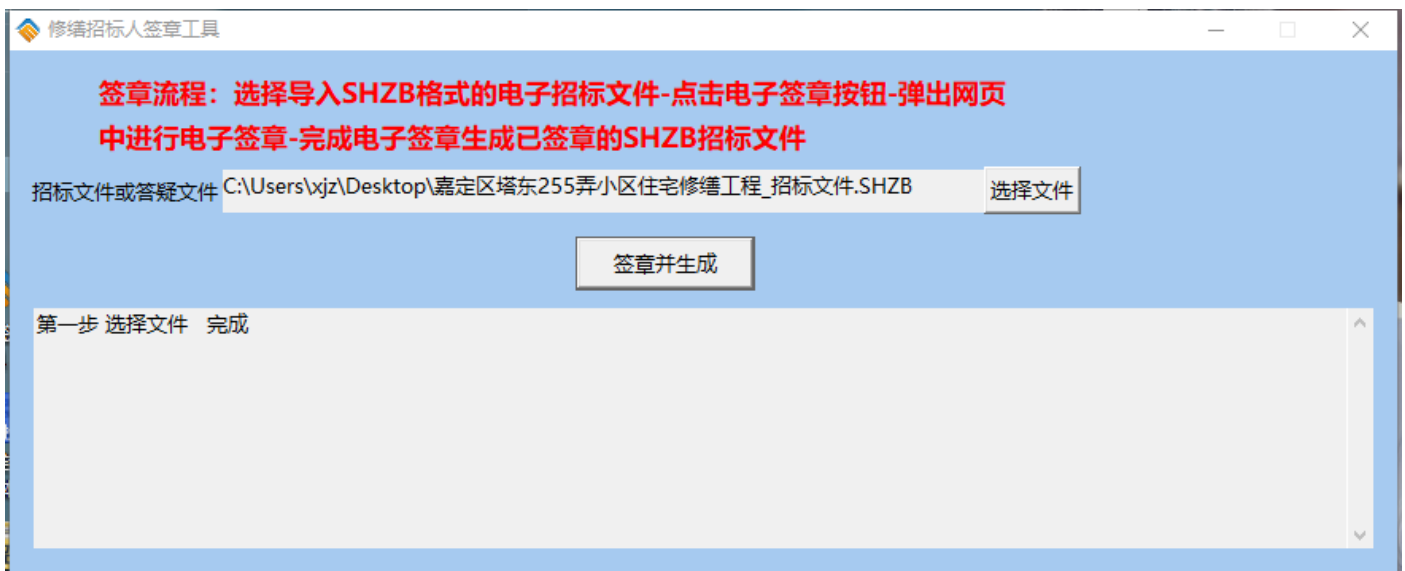 修缮招标人签章工具
签章流程：选择导入SHZB格式的电子招标文件-点击电子签章按钮-弹出网页
中进行电子签章-完成电子签章生成已签章的SHZB招标文件
招标文件或答疑文件 C:\Users\xjz\Desktop\嘉定区塔东255弄小区住宅修缮工程_招标文件.SHZB 选择文件
签章并生成
第一步 选择文件 完成